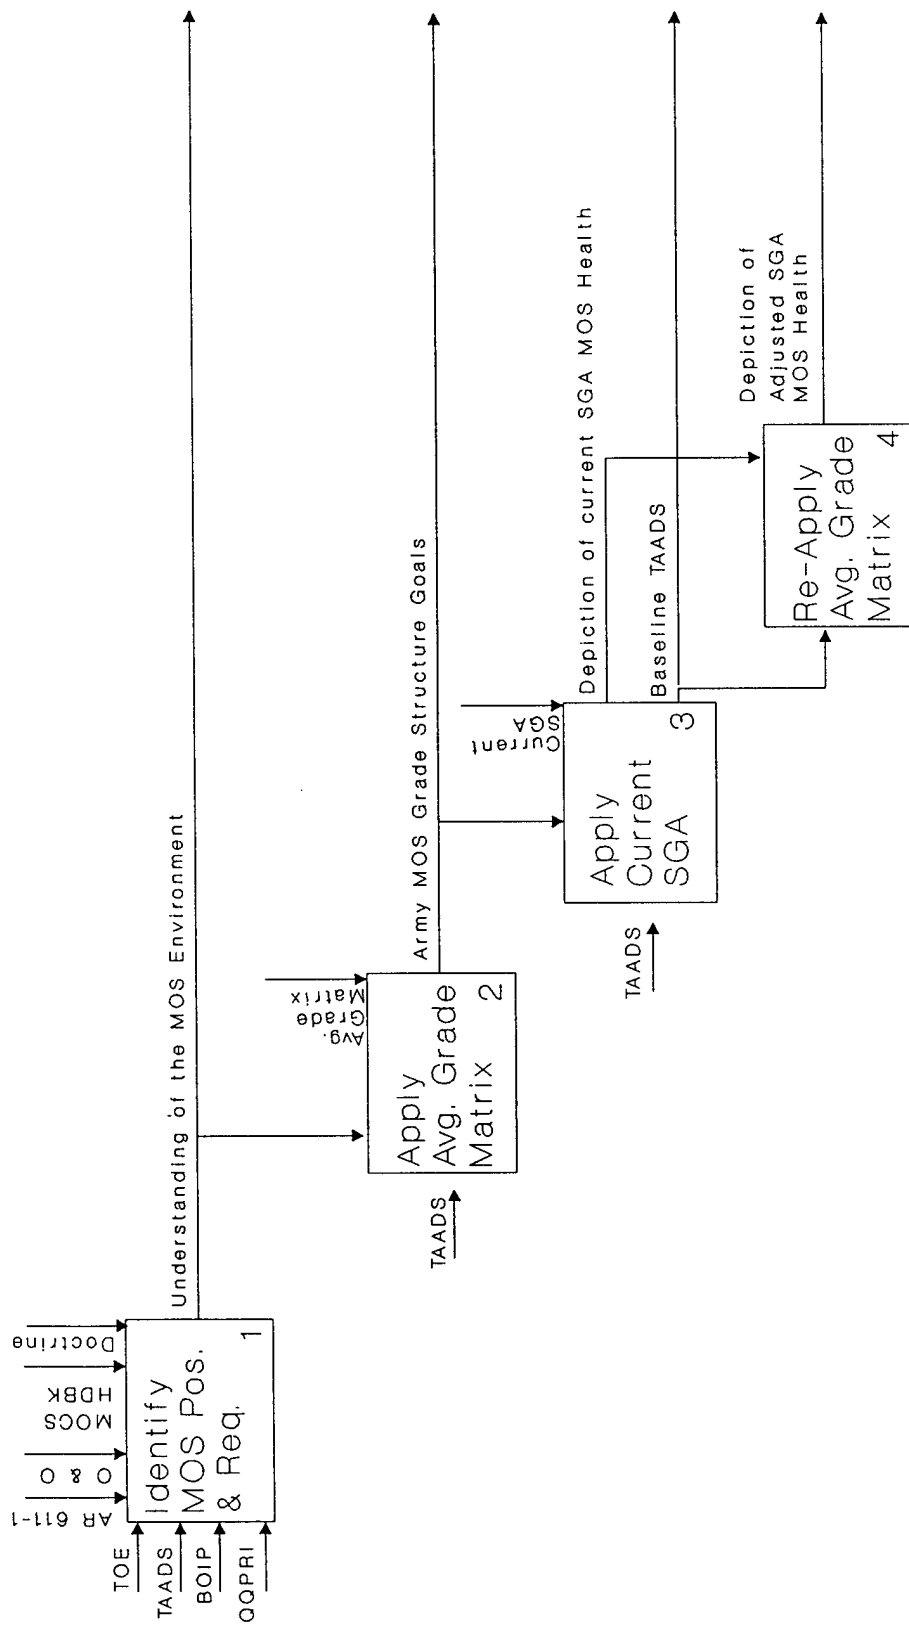 AR 611-1
O & O
MOCS
HDBK
Doctrine
TOE
TAADS
BOIP
QQPRI
Identify
MOS Pos.
& Req.
1
Understanding of the MOS Environment
Avg.
Grade
Matrix
TAADS
Apply
Avg. Grade
Matrix
2
Army MOS Grade Structure Goals
Current
SGA
TAADS
Apply
Current
SGA
3
Depiction of current SGA MOS Health
Baseline TAADS
Re-Apply
Avg. Grade
Matrix
4
Depiction of
Adjusted SGA
MOS Health